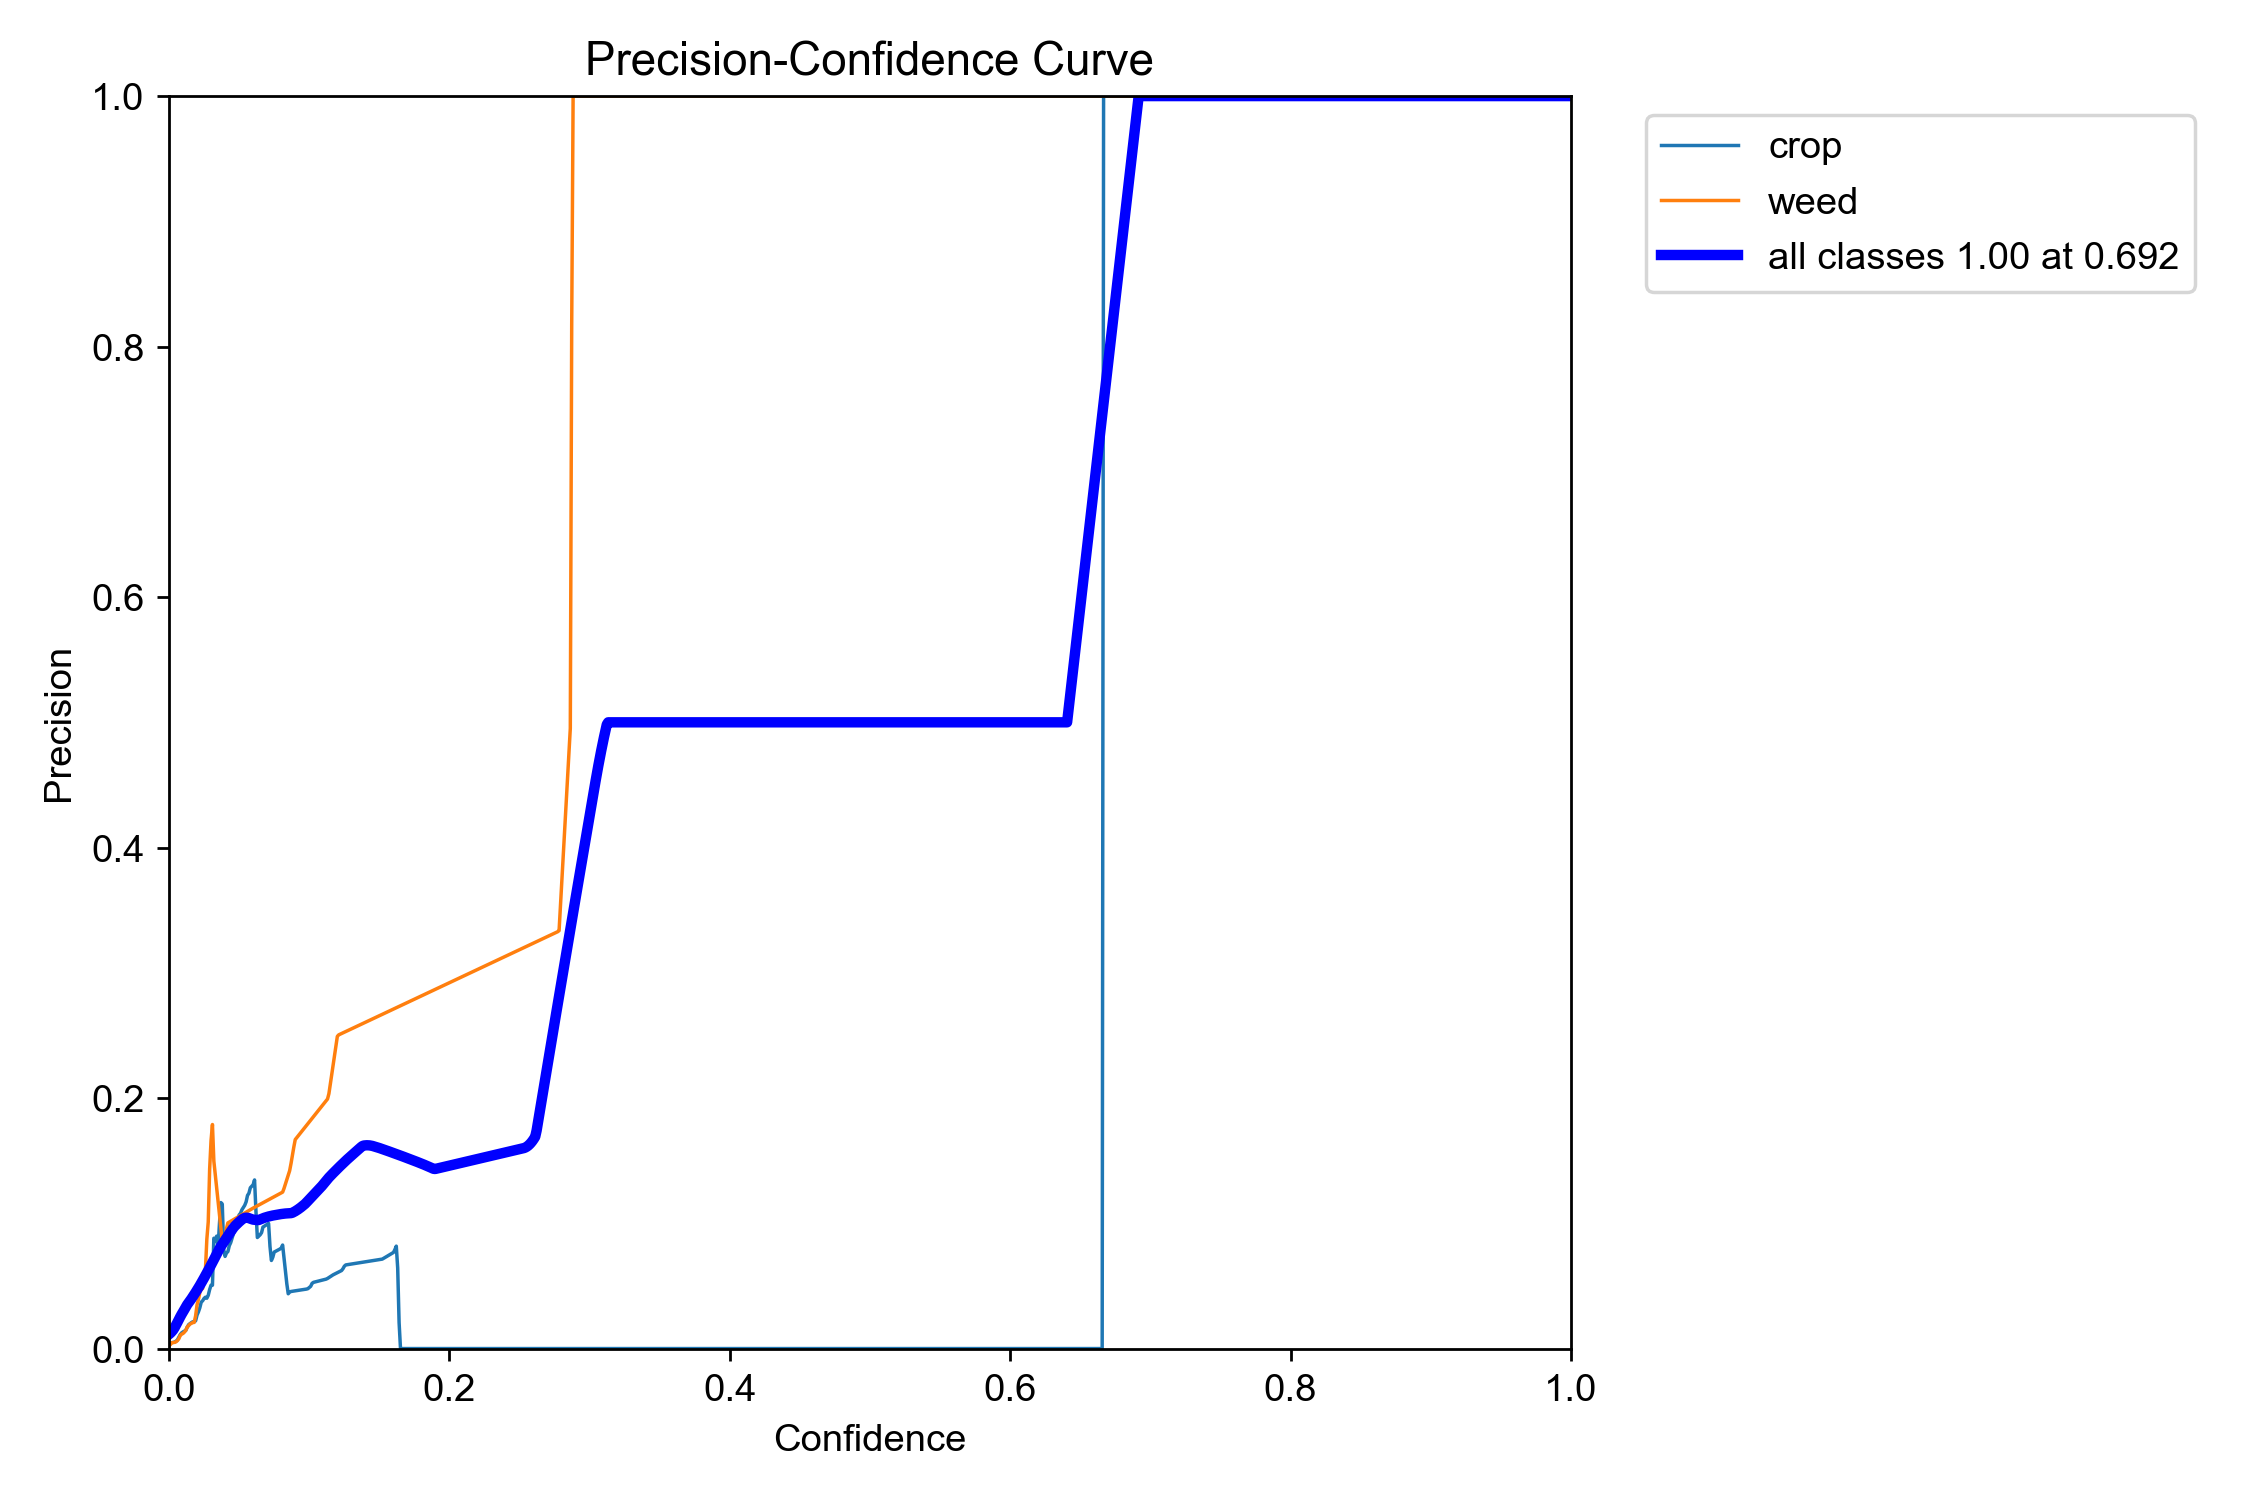 Precision-Confidence Curve
1.0
0.8
0.6
0.4
0.2
0.0
Precision
0.0 0.2 0.4 0.6 0.8 1.0
Confidence
crop
weed
all classes 1.00 at 0.692